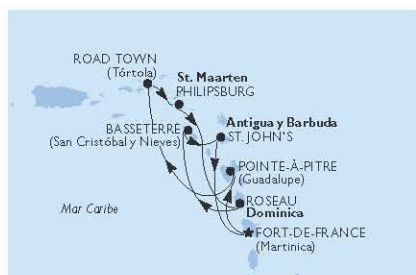 ROAD TOWN
(Tórtola)
St. Maarten
PHILIPSBURG
Antigua y Barbuda
BASSETERRE
ST. JOHN'S
(San Cristóbal y Nieves)
POINTE-À-PITRE
(Guadalupe)
Mar Caribe
ROSEAU
Dominica
FORT-DE-FRANCE
(Martinica)